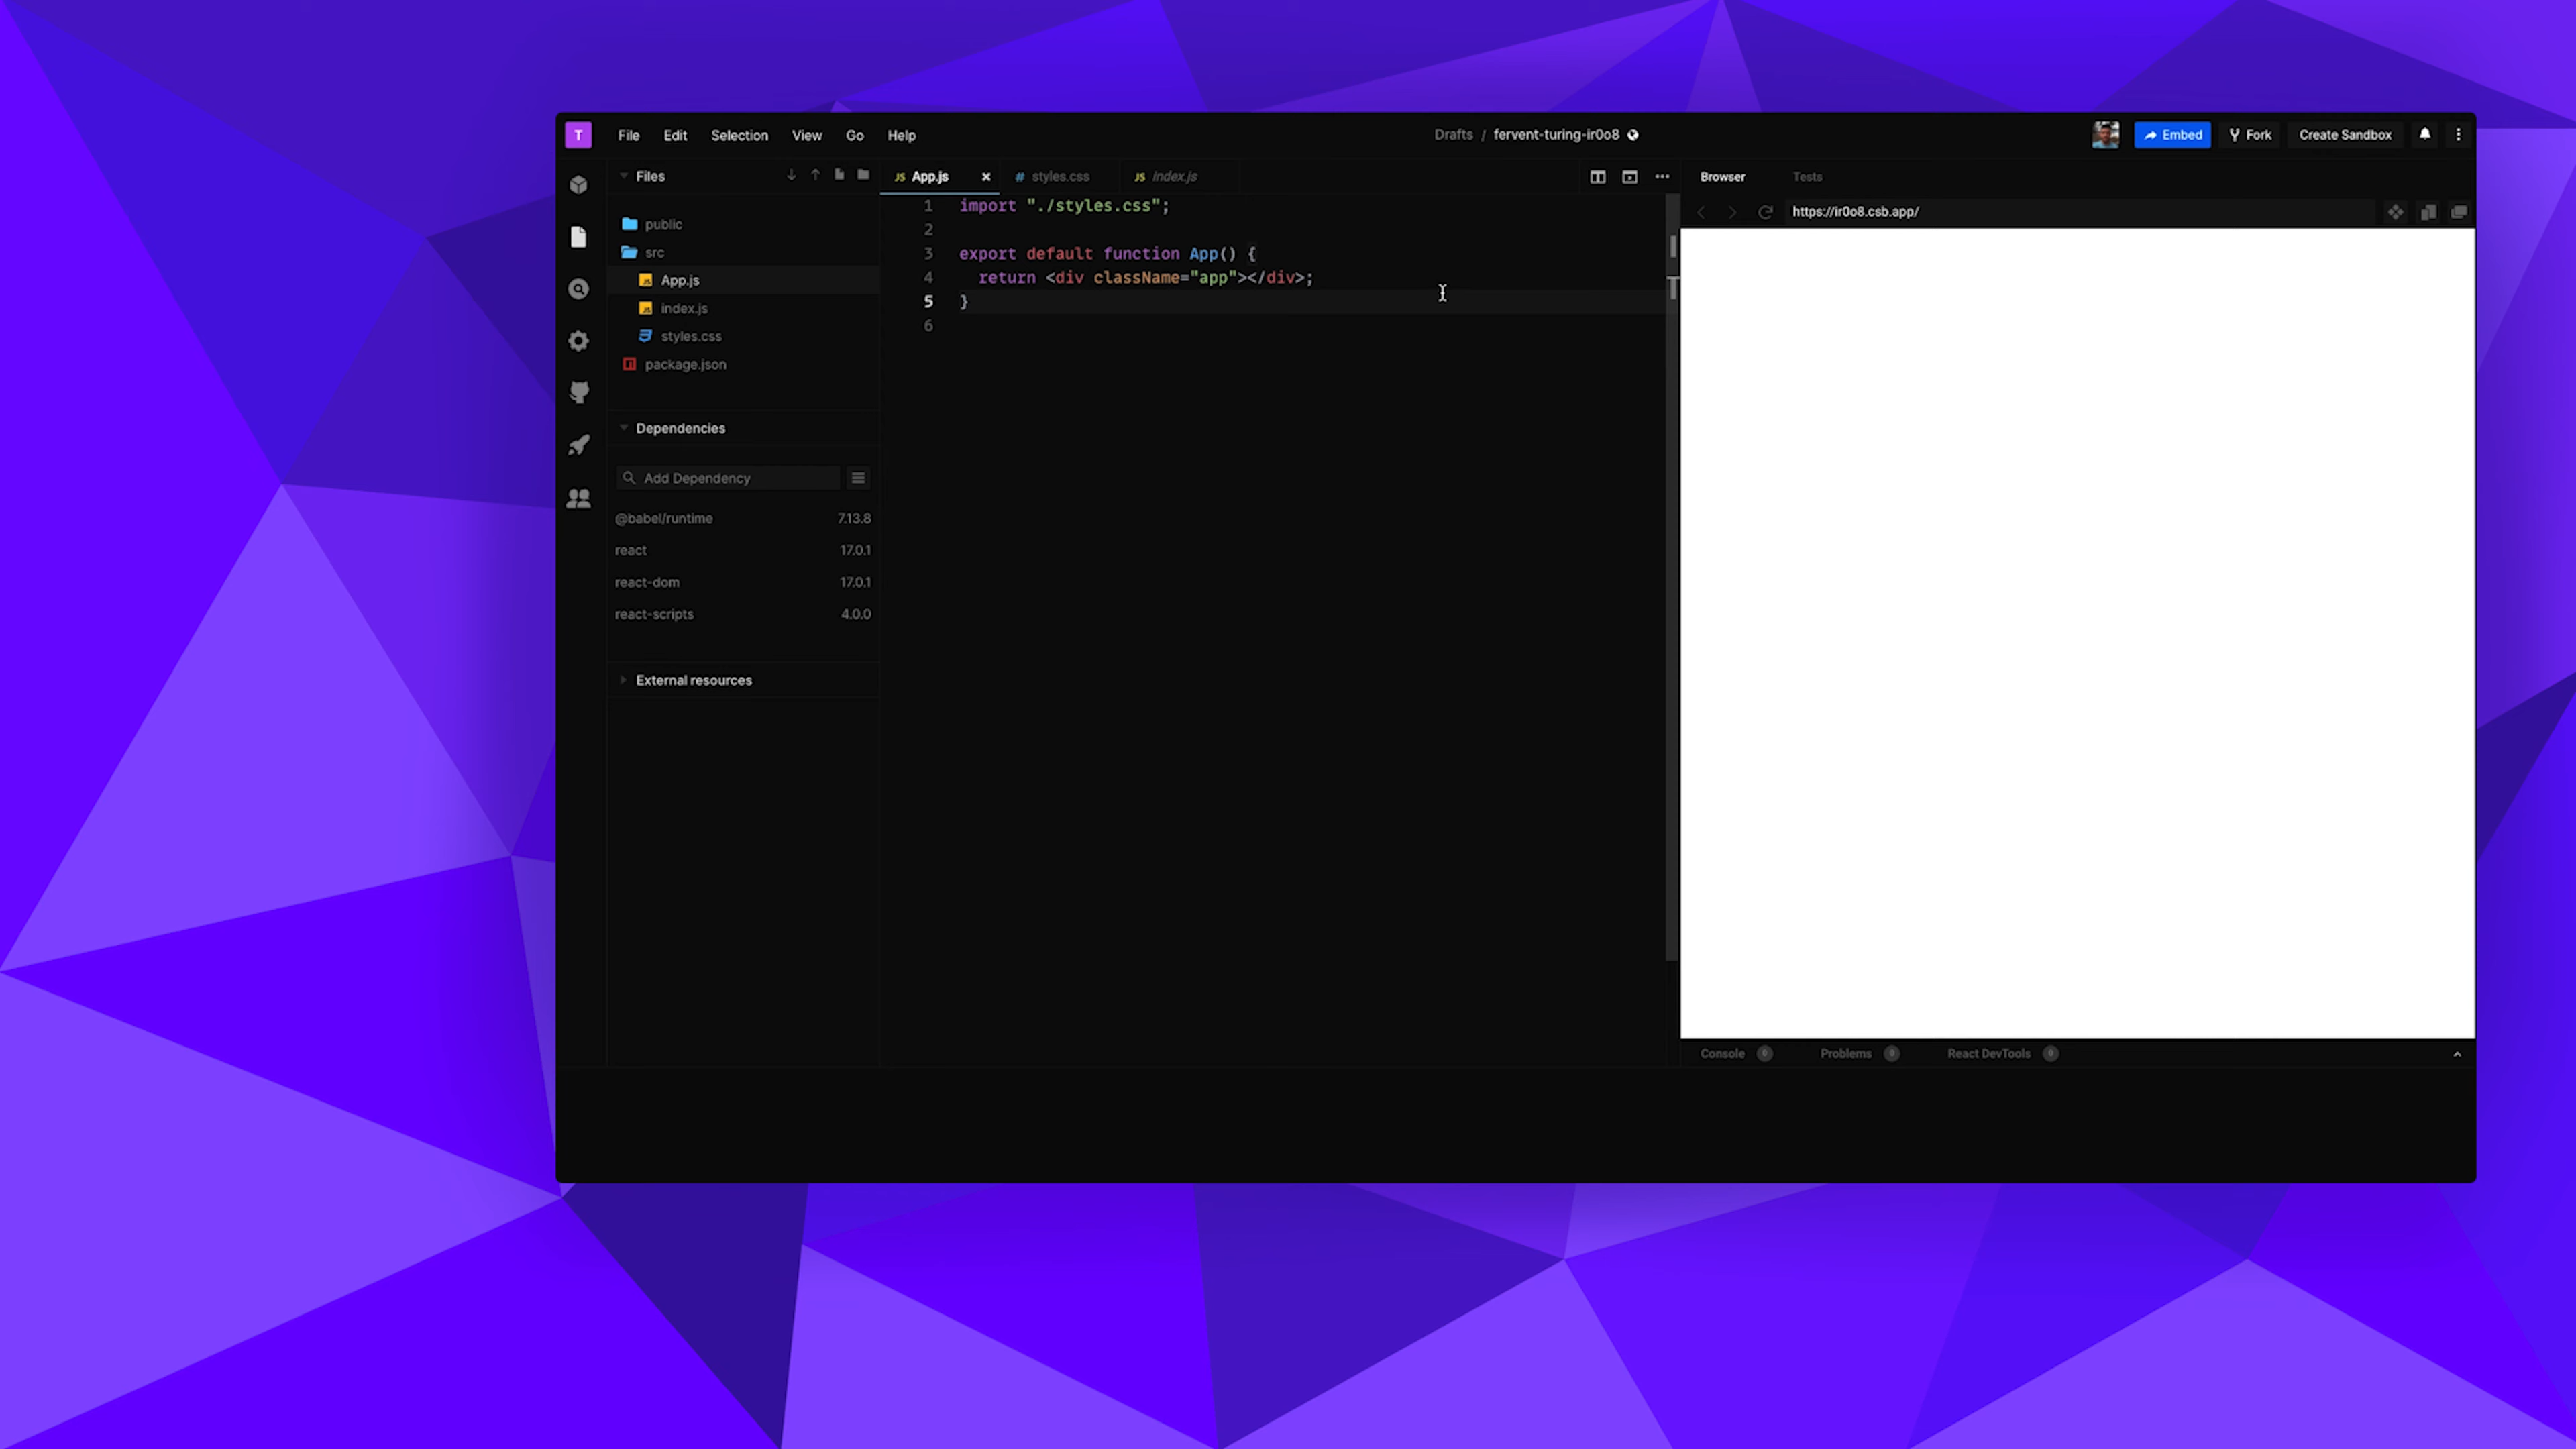 T File Edit Selection View Go Help Drafts / fervent-turing-ir0o8 Embed Fork Create Sandbox
Files
public
src
JS App.js
JS index.js
styles.css
n package.json
Dependencies
Add Dependency
@babel/runtime 7.13.8
react 17.0.1
react-dom 17.0.1
react-scripts 4.0.0
External resources
JS App.js × # styles.css JS index.js
1 import "./styles.css";
2
3 export default function App() {
4 return <div className="app"></div>;
5 }
6
Browser Tests
https://ir0o8.csb.app/
Console 0 Problems 0 React DevTools 0